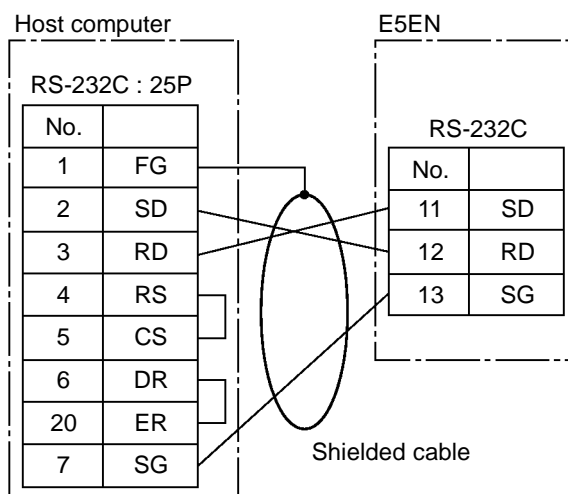 Host computer
E5EN
RS-232C : 25P
No.
1 FG
2 SD
3 RD
4 RS
5 CS
6 DR
20 ER
7 SG
RS-232C
No.
11 SD
12 RD
13 SG
Shielded cable